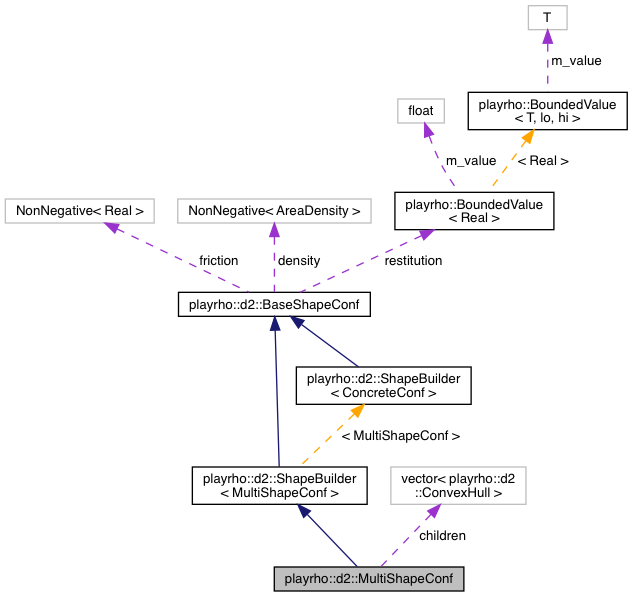 T
m_value
playrho::BoundedValue
< T, lo, hi >
float
m_value
< Real >
NonNegative< Real >
NonNegative< AreaDensity >
playrho::BoundedValue
< Real >
friction
density
restitution
playrho::d2::BaseShapeConf
playrho::d2::ShapeBuilder
< ConcreteConf >
< MultiShapeConf >
playrho::d2::ShapeBuilder
< MultiShapeConf >
vector< playrho::d2
::ConvexHull >
children
playrho::d2::MultiShapeConf